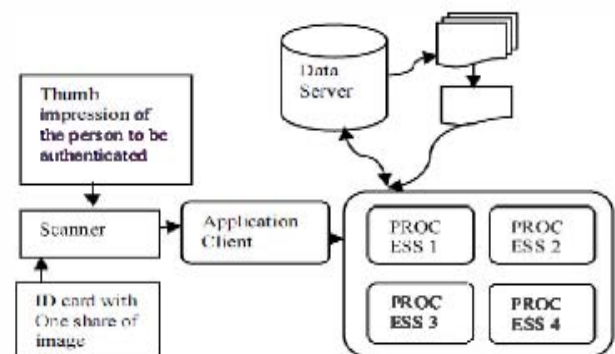 Data
Server
Thumb
impression of
the person to be
authenticated
Scanner
Application
Client
ID card with
One share of
image
PROC
ESS 1
PROC
ESS 2
PROC
ESS 3
PROC
ESS 4